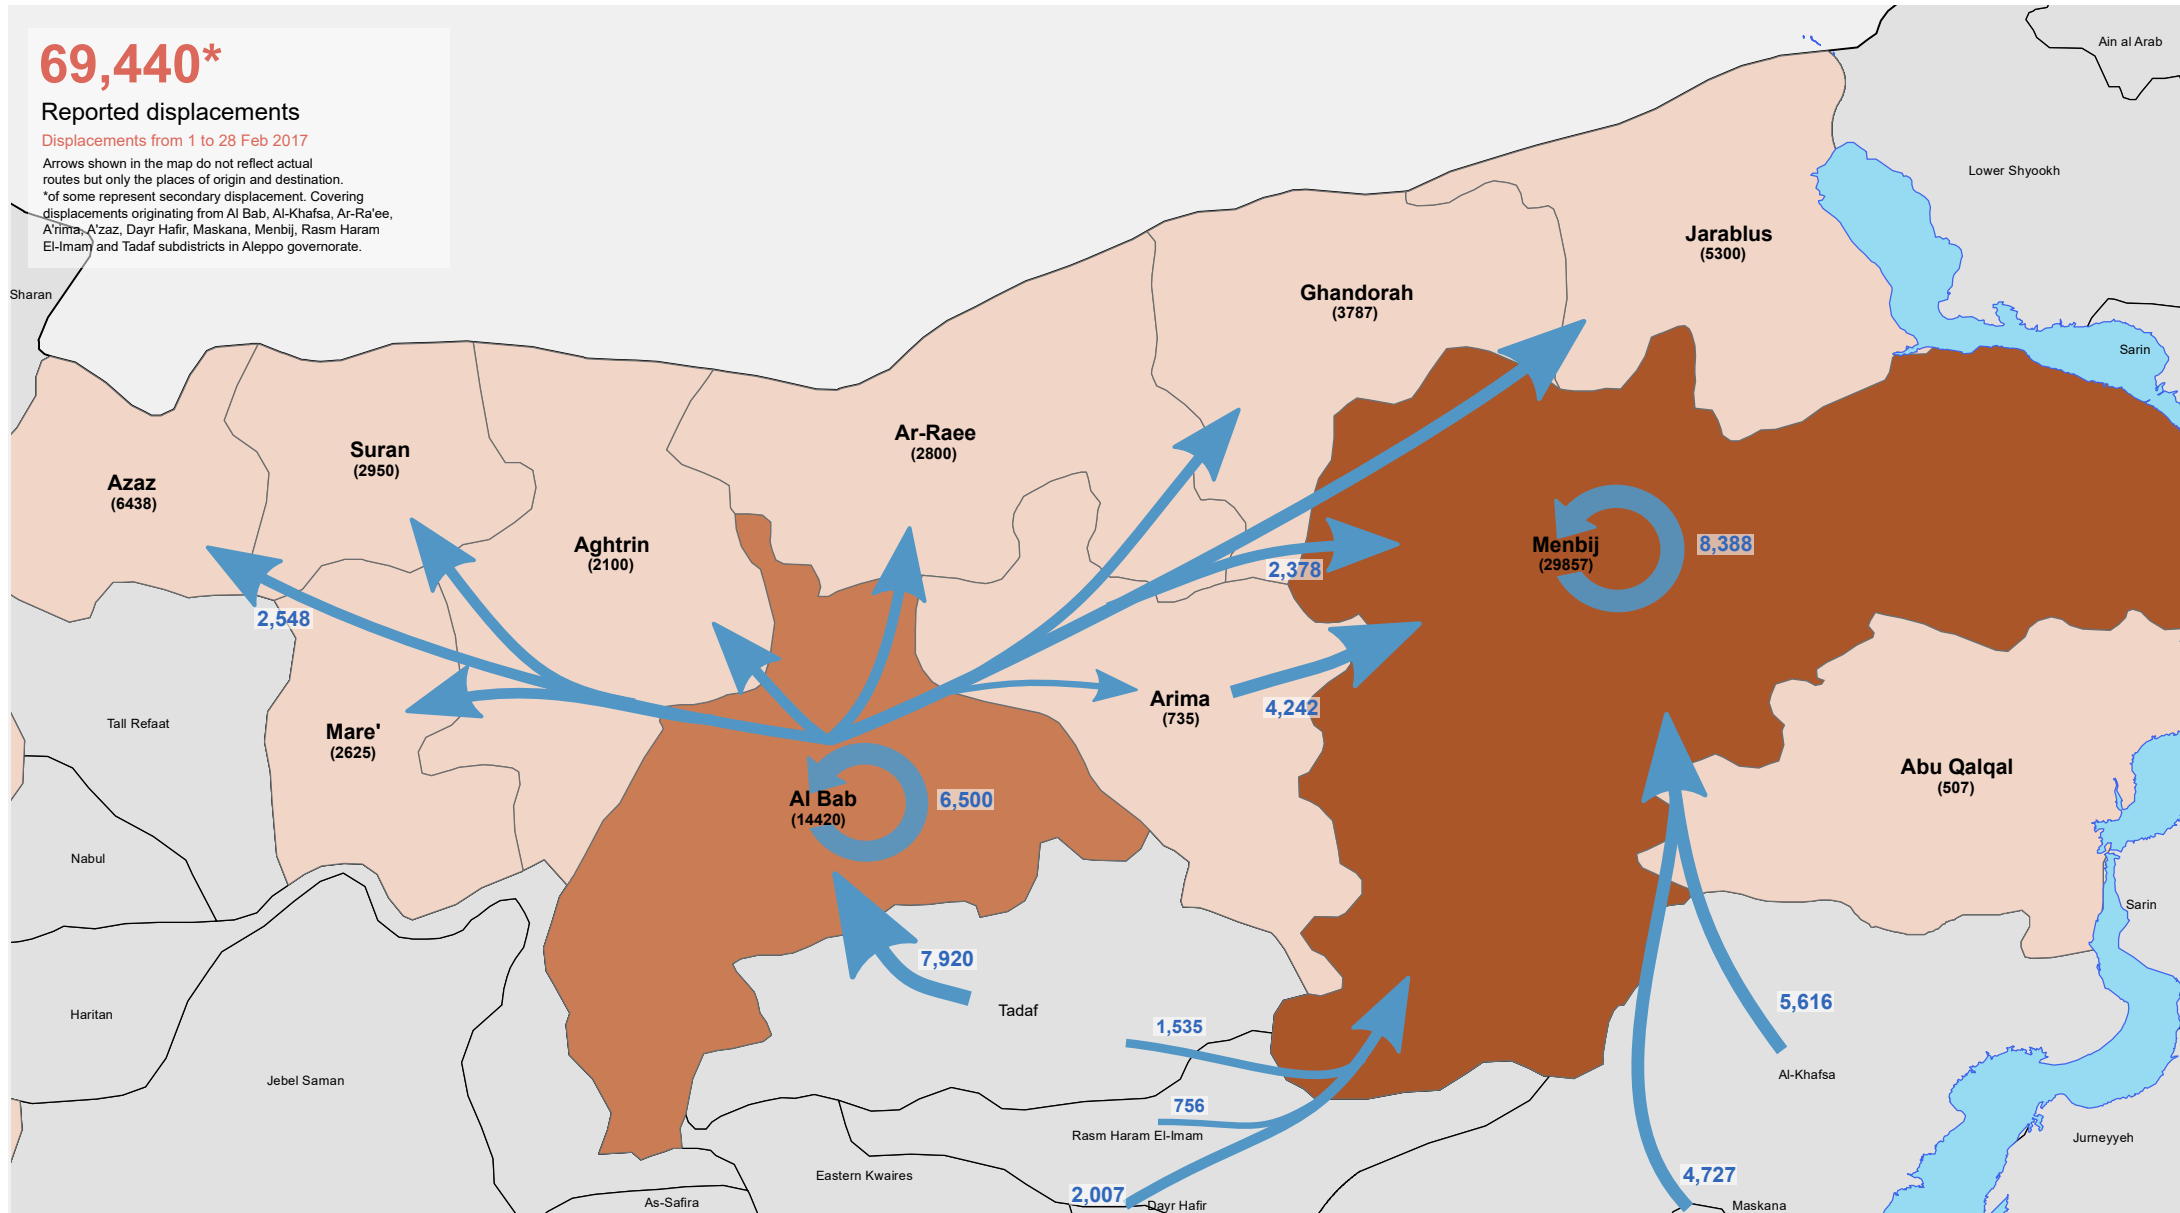 69,440*
Reported displacements
Displacements from 1 to 28 Feb 2017
Arrows shown in the map do not reflect actual
routes but only the places of origin and destination.
*of some represent secondary displacement. Covering
displacements originating from Al Bab, Al-Khafsa, Ar-Ra'ee,
A'rima, A'zaz, Dayr Hafir, Maskana, Menbij, Rasm Haram
El-Imam and Tadaf subdistricts in Aleppo governorate.
Ain al Arab
Lower Shyookh
Jarablus
(5300)
Sharan
Ghandorah
(3787)
Sarin
Ar-Raee
(2800)
Suran
(2950)
Azaz
(6438)
Aghtrin
(2100)
Menbij
(29857)
8,388
2,378
2,548
Arima
(735)
4,242
Tall Refaat
Mare'
(2625)
Abu Qalqal
(507)
Al Bab
(14420)
6,500
Nabul
Sarin
7,920
5,616
Haritan
Tadaf
1,535
Jebel Saman
Al-Khafsa
756
Rasm Haram El-Imam
Jurneyyeh
Eastern Kwaires
4,727
2,007
As-Safira
Dayr Hafir
Maskana